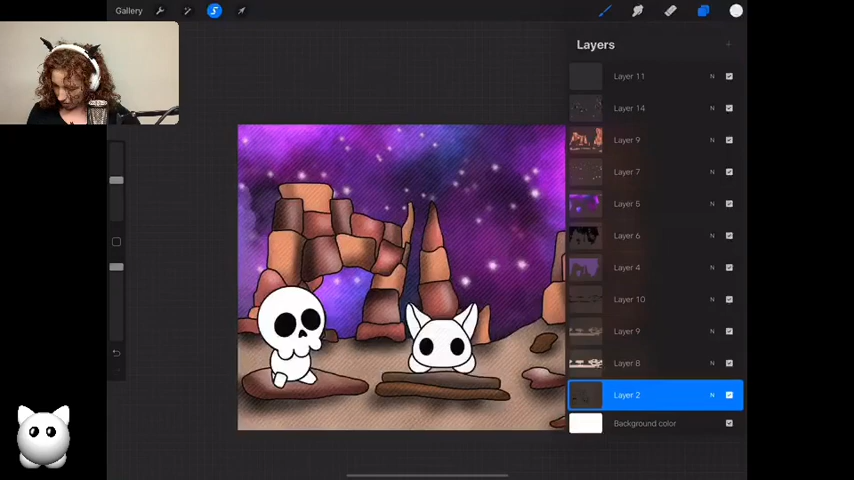 Gallery
Layers
Layer 11
N
Layer 14
N
Layer 9
N
Layer 7
N
Layer 5
N
Layer 6
N
Layer 4
N
Layer 10
N
Layer 9
N
Layer 8
N
Layer 2
N
Background color